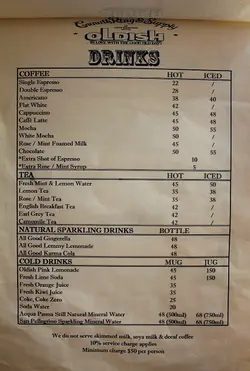 Oldish
IN LOVE WITH THE GOOD OLD DAYS
DRINKS
COFFEE HOT ICED
Single Espresso 22 /
Double Espresso 28 /
Americano 38 40
Flat White 42 /
Cappuccino 45 48
Caffè Latte 45 48
Mocha 50 55
White Mocha 50 /
Rose / Mint Foamed Milk 45 /
Chocolate 50 55
*Extra Shot of Espresso 10
*Extra Rose / Mint Syrup 5
TEA HOT ICED
Fresh Mint & Lemon Water 45 50
Lemon Tea 35 38
Rose / Mint Tea 35 38
English Breakfast Tea 42 /
Earl Grey Tea 42 /
Camomile Tea 42 /
NATURAL SPARKLING DRINKS BOTTLE
All Good Gingerella 48
All Good Lemmy Lemonade 48
All Good Karma Cola 48
COLD DRINKS MUG JUG
Oldish Pink Lemonade 45 150
Fresh Lime Soda 45 150
Fresh Orange Juice 35
Fresh Kiwi Juice 35
Coke, Coke Zero 25
Soda Water 20
Acqua Panna Still Natural Mineral Water 48 (500ml) 68 (750ml)
San Pellegrino Sparkling Mineral Water 48 (500ml) 68 (750ml)
We do not serve skimmed milk, soya milk & decaf coffee
10% service charge applies
Minimum charge $50 per person